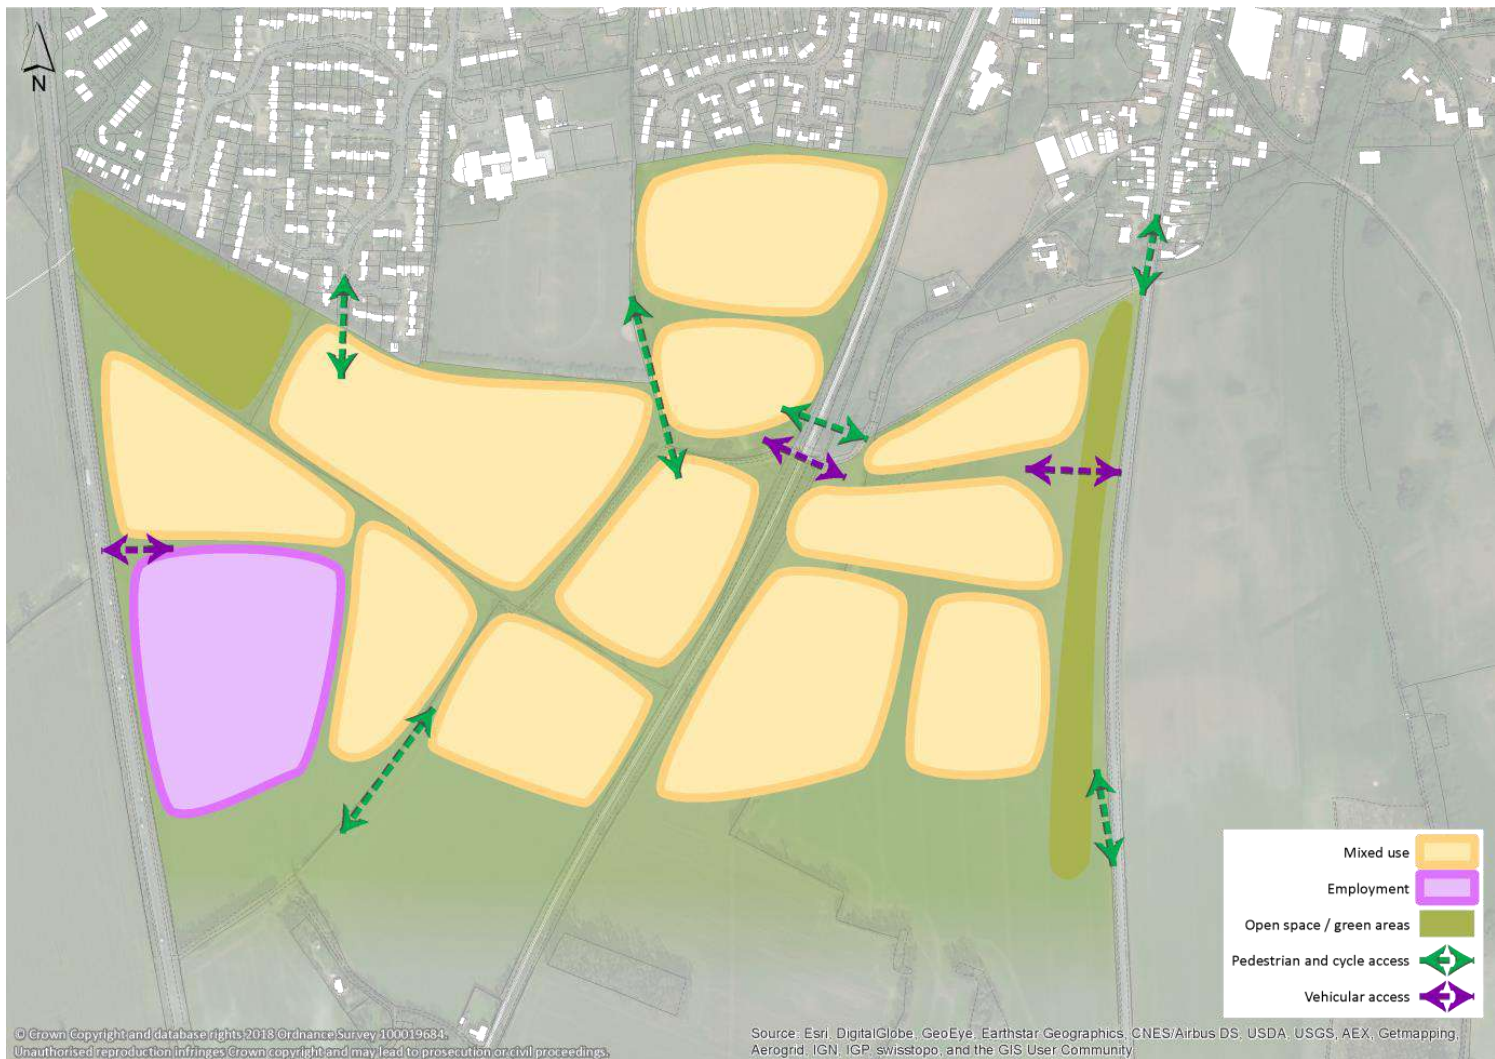 N
Mixed use
Employment
Open space / green areas
Pedestrian and cycle access
Vehicular access
© Crown Copyright and database rights 2018 Ordnance Survey 100019684.
Unauthorised reproduction infringes Crown copyright and may lead to prosecution or civil proceedings.
Source: Esri, DigitalGlobe, GeoEye, Earthstar Geographics, CNES/Airbus DS, USDA, USGS, AEX, Getmapping,
Aerogrid, IGN, IGP, swisstopo, and the GIS User Community